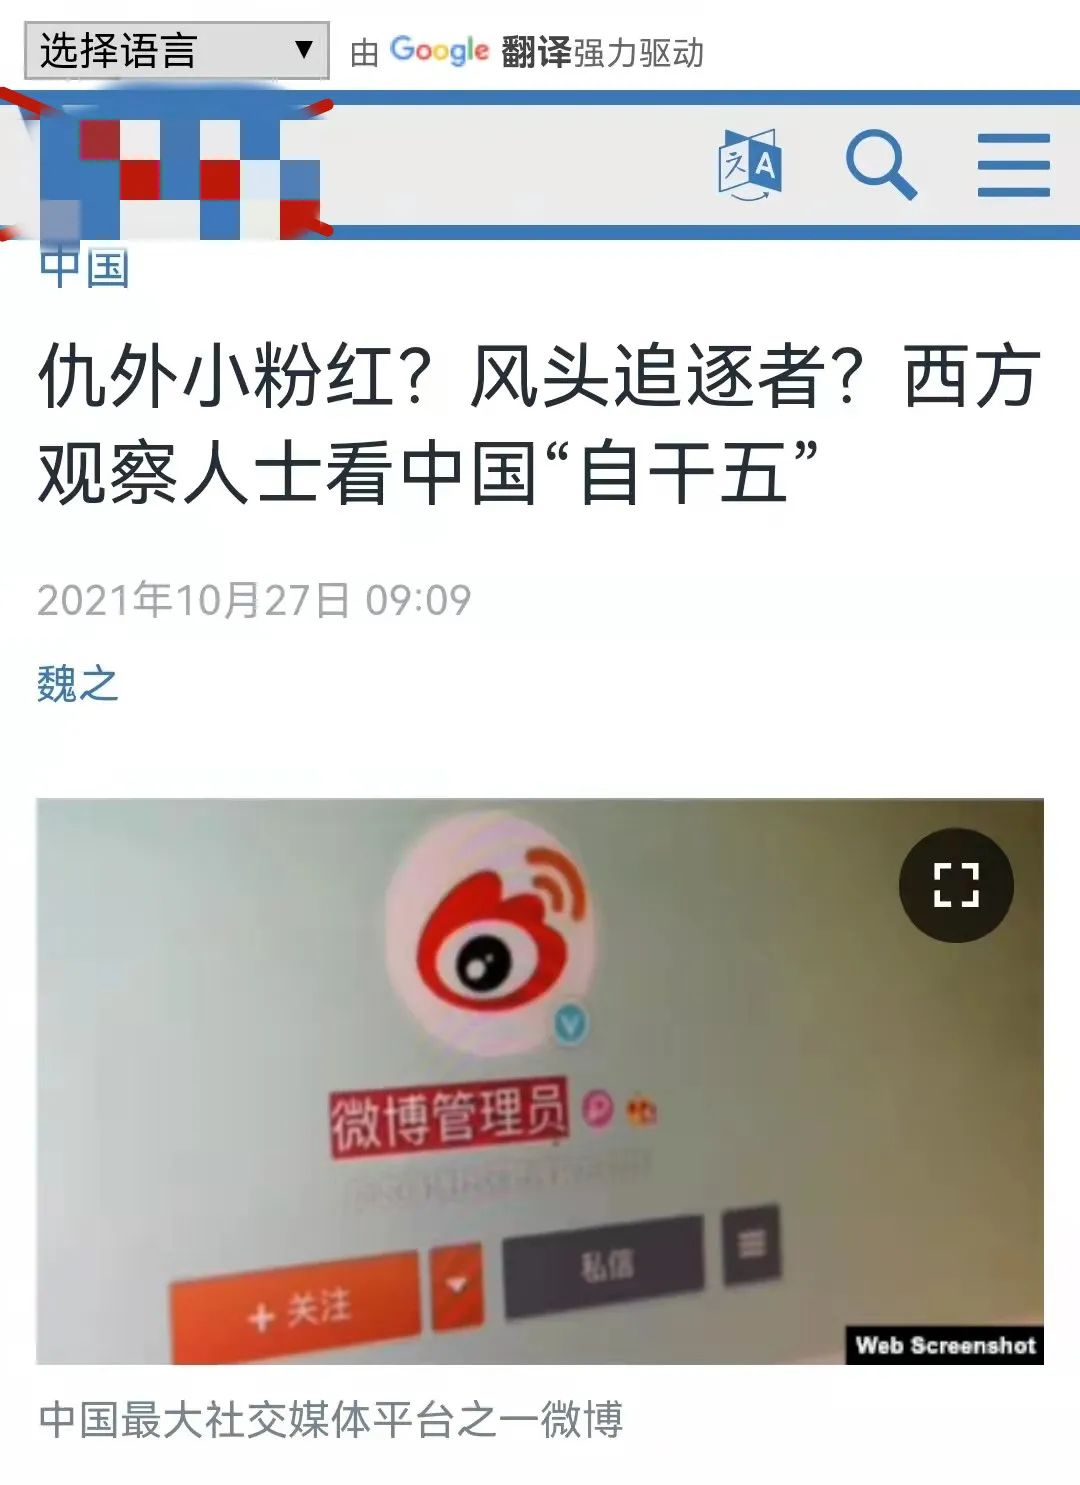 选择语言 ▼ 由 Google 翻译强力驱动
中国
仇外小粉红？风头追逐者？西方
观察人士看中国“自干五”
2021年10月27日 09:09
魏之
微博管理员
+ 关注
私信
Web Screenshot
中国最大社交媒体平台之一微博